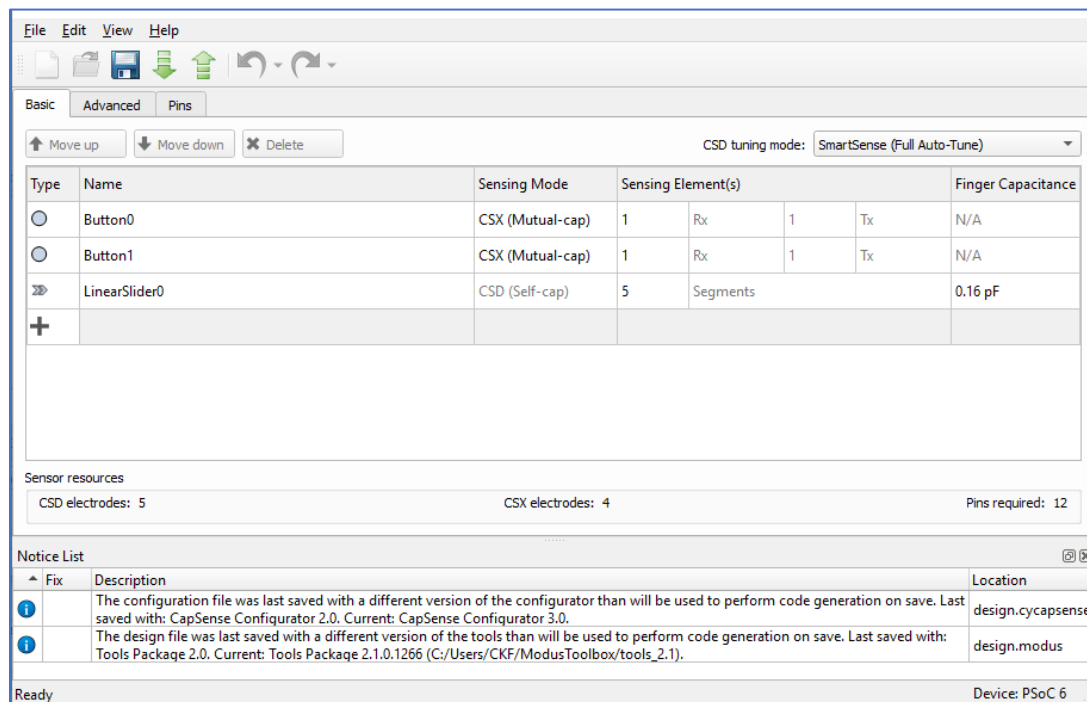 File Edit View Help
Basic Advanced Pins
Move up Move down Delete CSD tuning mode: SmartSense (Full Auto-Tune)
Type Name Sensing Mode Sensing Element(s) Finger Capacitance
Button0 CSX (Mutual-cap) 1 Rx 1 Tx N/A
Button1 CSX (Mutual-cap) 1 Rx 1 Tx N/A
LinearSlider0 CSD (Self-cap) 5 Segments 0.16 pF
Sensor resources
CSD electrodes: 5 CSX electrodes: 4 Pins required: 12
Notice List
Fix Description Location
The configuration file was last saved with a different version of the configurator than will be used to perform code generation on save. Last
saved with: CapSense Configurator 2.0. Current: CapSense Configurator 3.0.
design.cycapsense
The design file was last saved with a different version of the tools than will be used to perform code generation on save. Last saved with:
Tools Package 2.0. Current: Tools Package 2.1.0.1266 (C:/Users/CKF/ModusToolbox/tools_2.1).
design.modus
Ready Device: PSoC 6